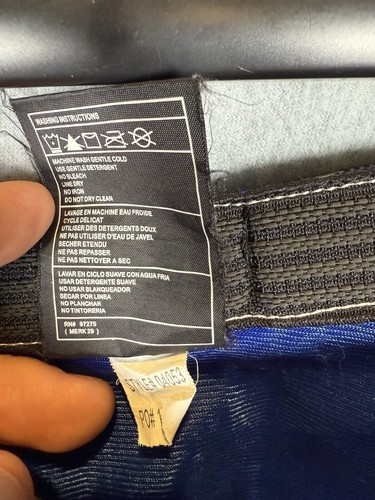 WASHING INSTRUCTIONS
MACHINE WASH GENTLE COLD
USE GENTLE DETERGENT
NO BLEACH
LINE DRY
NO IRON
DO NOT DRY CLEAN
LAVAGE EN MACHINE EAU FROIDE
CYCLE DELICAT
UTILISER DES DETERGENTS DOUX
NE PAS UTILISER D'EAU DE JAVEL
SECHER ETENDU
NE PAS REPASSER
NE PAS NETTOYER A SEC
LAVAR EN CICLO SUAVE CON AGUA FRIA
USAR DETERGENTE SUAVE
NO USAR BLANQUEADOR
SECAR POR LINEA
NO PLANCHAR
NO TINTORERIA
RN# 97275
( MERK 29 )
STYLE# 04053
PO# 1